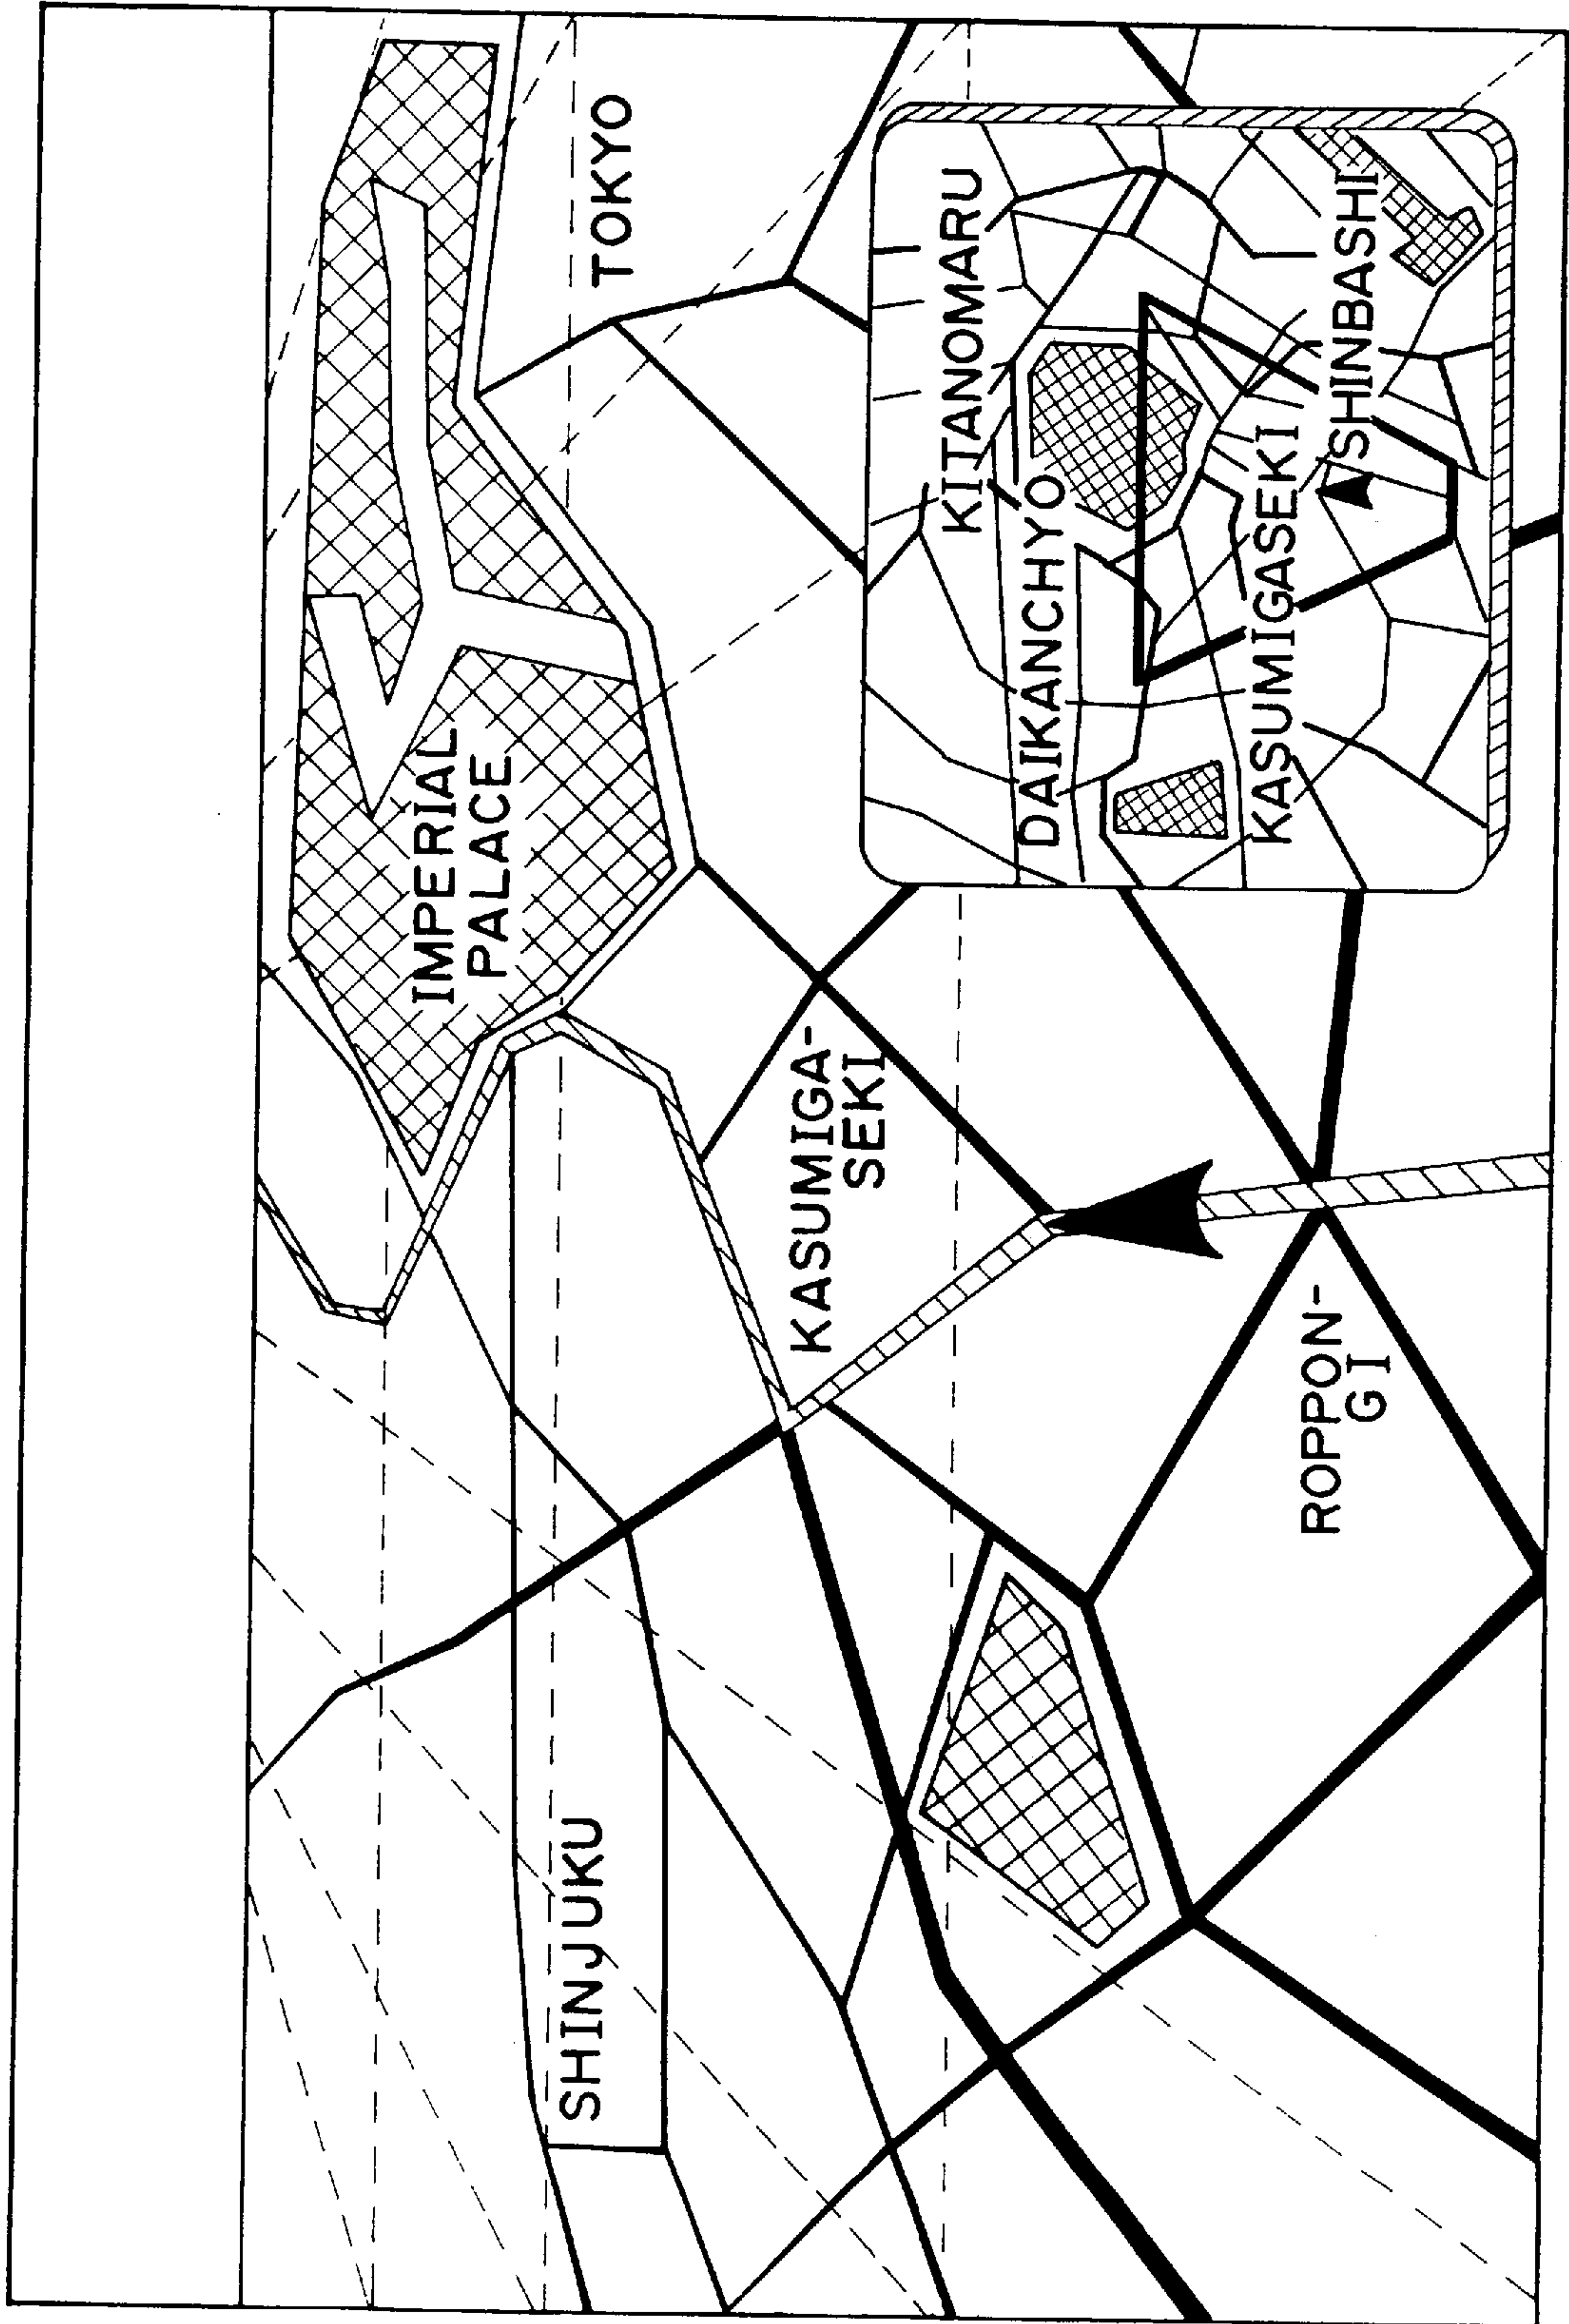 IMPERIAL
PALACE
TOKYO
SHINJUKU
KASUMIGA-
SEKI
ROPPON-
GI
KITANOMARU
DAIKANCHYO
KASUMIGASEKI
SHINBASHI